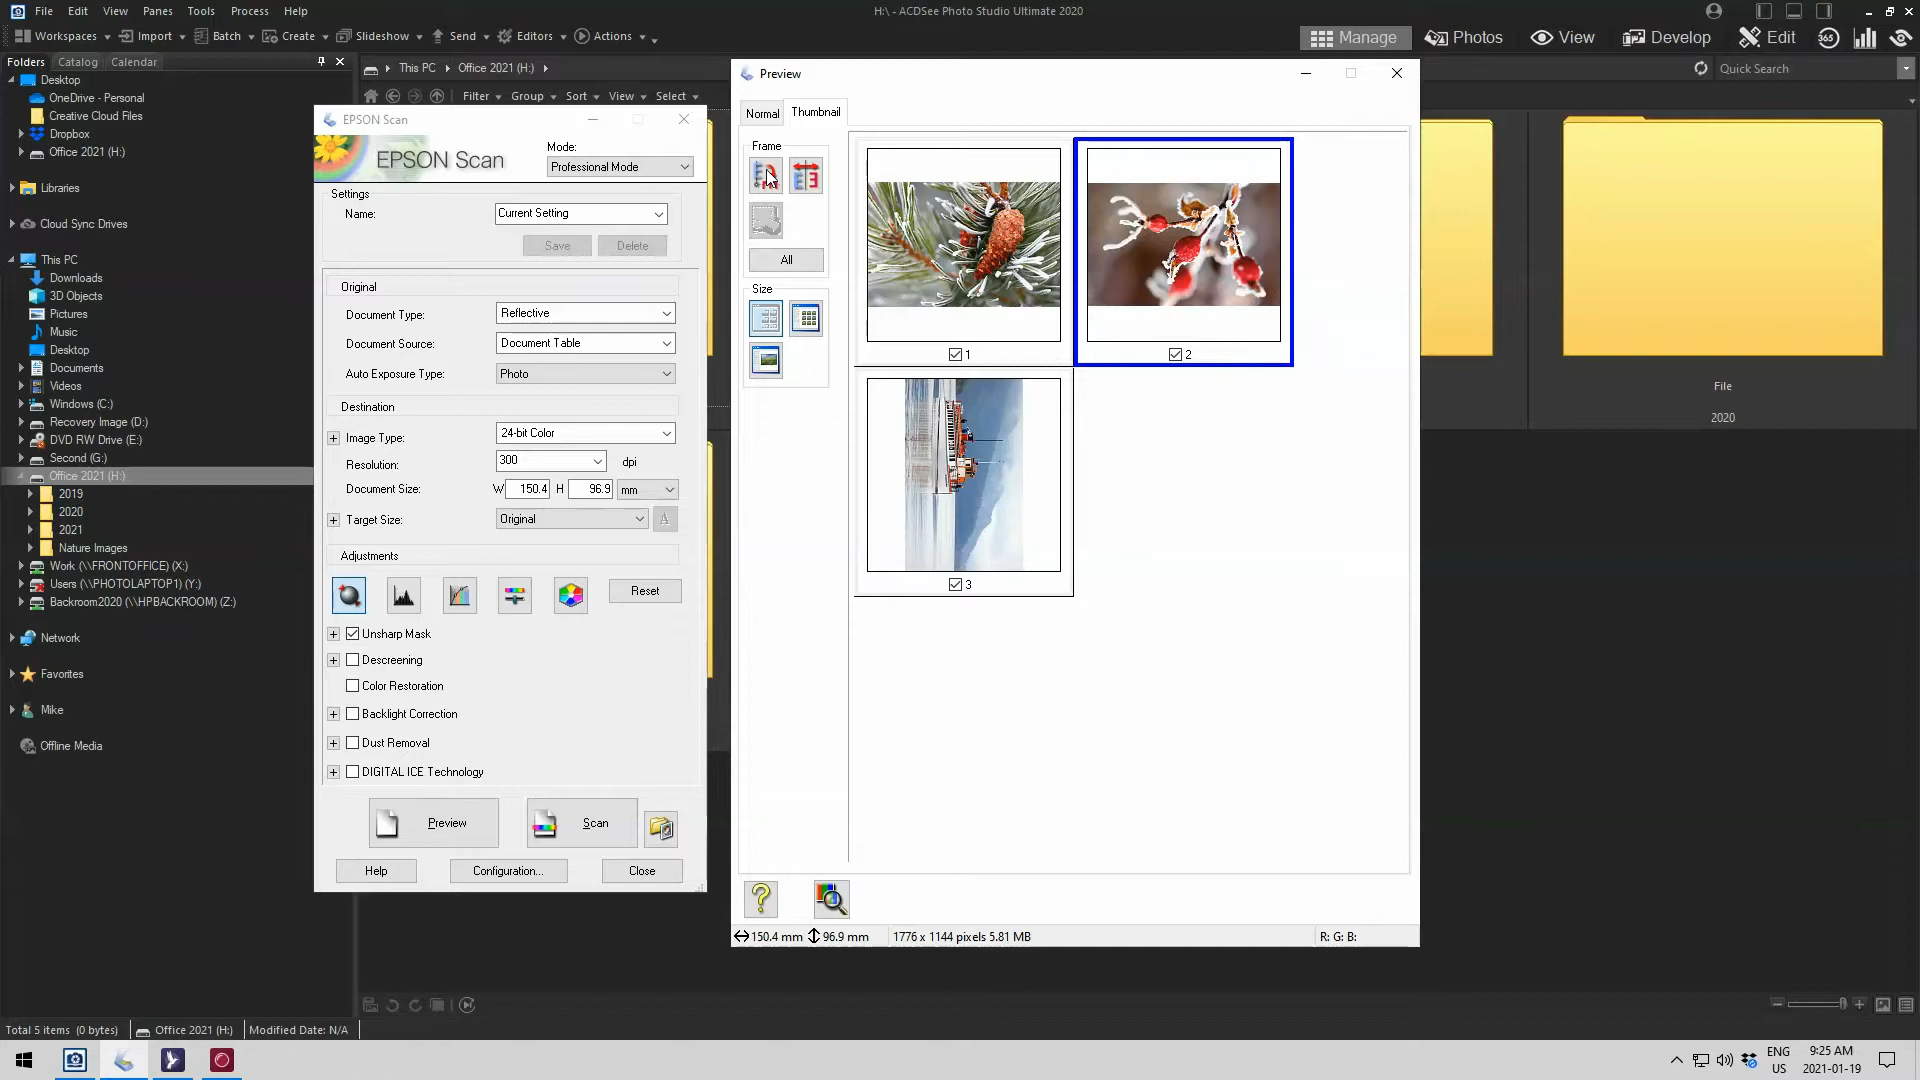 File Edit View Panes Tools Process Help
H:\ - ACDSee Photo Studio Ultimate 2020
Workspaces Import Batch Create Slideshow Send Editors Actions
Manage Photos View Develop Edit 365
Folders Catalog Calendar
This PC Office 2021 (H:)
Quick Search
Filter Group Sort View Select
Desktop
OneDrive - Personal
Creative Cloud Files
Dropbox
Office 2021 (H:)
Libraries
Cloud Sync Drives
This PC
Downloads
3D Objects
Pictures
Music
Desktop
Documents
Videos
Windows (C:)
Recovery Image (D:)
DVD RW Drive (E:)
Second (G:)
Office 2021 (H:)
2019
2020
2021
Nature Images
Work (\\FRONTOFFICE) (X:)
Users (\\PHOTOLAPTOP1) (Y:)
Backroom2020 (\\HPBACKROOM) (Z:)
Network
Favorites
Mike
Offline Media
EPSON Scan
EPSON Scan
Mode:
Professional Mode
Settings
Name: Current Setting
Save Delete
Original
Document Type: Reflective
Document Source: Document Table
Auto Exposure Type: Photo
Destination
Image Type: 24-bit Color
Resolution: 300 dpi
Document Size: W 150.4 H 96.9 mm
Target Size: Original A
Adjustments
Reset
Unsharp Mask
Descreening
Color Restoration
Backlight Correction
Dust Removal
DIGITAL ICE Technology
Preview Scan
Help Configuration... Close
Preview
Normal Thumbnail
Frame
All
Size
1
2
3
150.4 mm 96.9 mm 1776 x 1144 pixels 5.81 MB R: G: B:
File
2020
Total 5 items (0 bytes) Office 2021 (H:) Modified Date: N/A
ENG
US
9:25 AM
2021-01-19